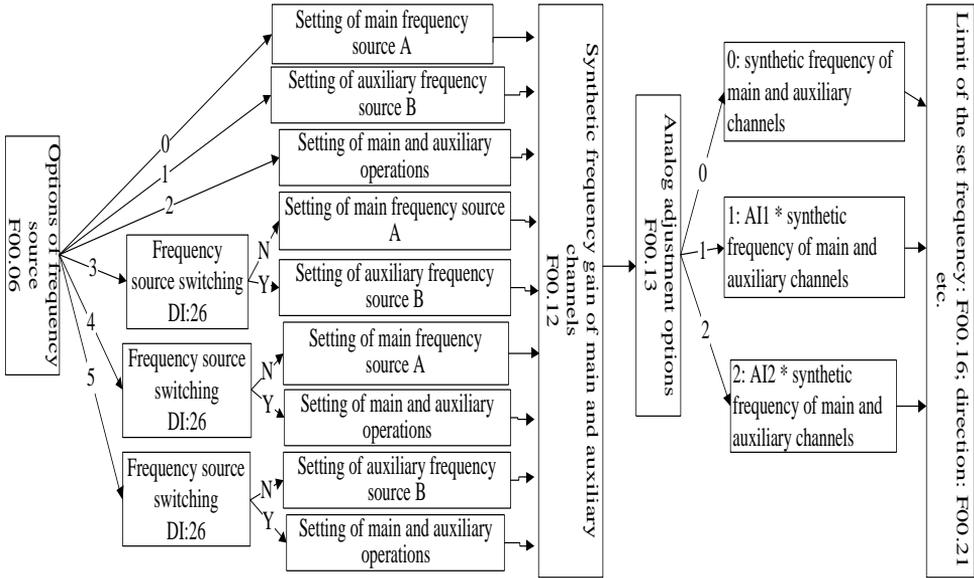 Options of frequency
source
F00.06
0
1
2
3
4
5
Setting of main frequency
source A
Setting of auxiliary frequency
source B
Setting of main and auxiliary
operations
Frequency
source switching
DI:26
N
Y
Setting of main frequency source
A
Setting of auxiliary frequency
source B
Frequency source
switching
DI:26
N
Y
Setting of main frequency
source A
Setting of main and auxiliary
operations
Frequency source
switching
DI:26
N
Y
Setting of auxiliary frequency
source B
Setting of main and auxiliary
operations
Synthetic frequency gain of main and auxiliary
channels
F00.12
Analog adjustment options
F00.13
0
1
2
0: synthetic frequency of
main and auxiliary
channels
1: AI1 * synthetic
frequency of main and
auxiliary channels
2: AI2 * synthetic
frequency of main and
auxiliary channels
Limit of the set frequency: F00.16; direction: F00.21
etc.